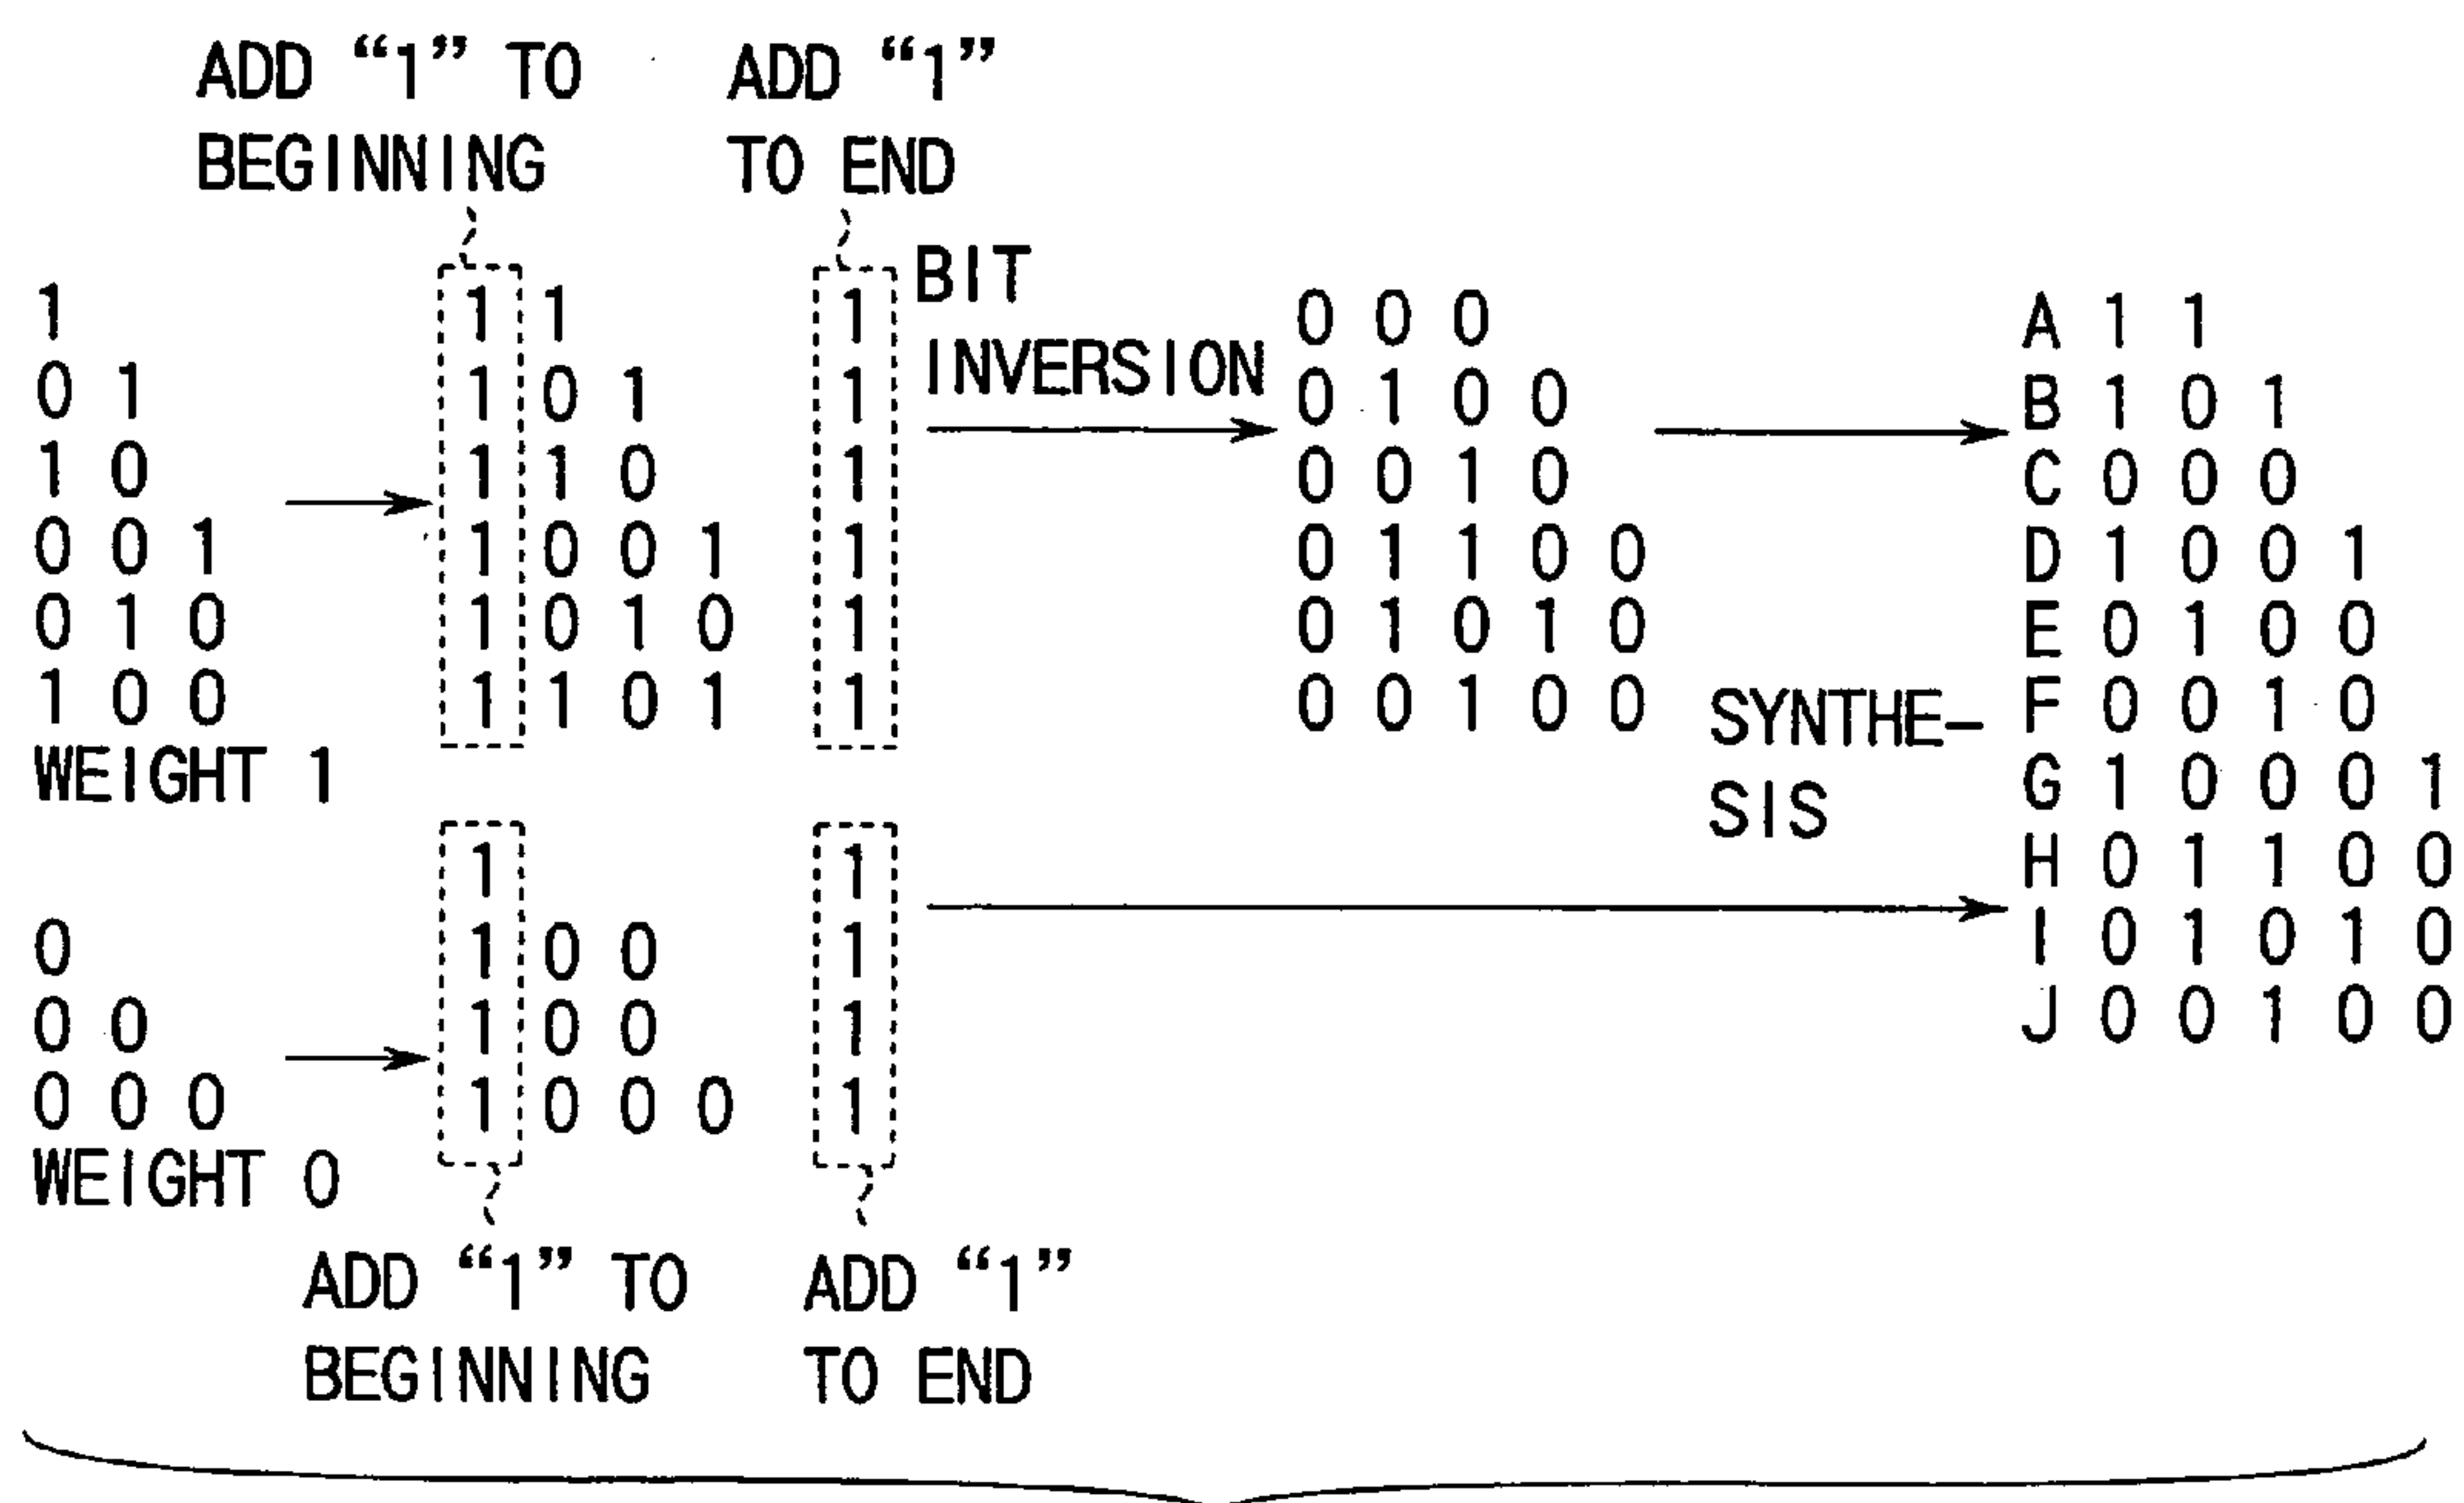 ADD “1” TO BEGINNING
ADD “1” TO END
1
0 1
1 0
0 0 1
0 1 0
1 0 0
WEIGHT 1
1 1 1
1 0 1 1
1 1 0 1
1 0 0 1 1
1 0 1 0 1
1 1 0 1 1
BIT INVERSION
0 0 0
0 1 0 0
0 0 1 0
0 1 1 0 0
0 1 0 1 0
0 0 1 0 0
0
0 0
0 0 0
WEIGHT 0
1 1
1 0 0 1
1 0 0 1
1 0 0 0 1
ADD “1” TO BEGINNING
ADD “1” TO END
SYNTHE-
SIS
A 1 1
B 1 0 1
C 0 0 0
D 1 0 0 1
E 0 1 0 0
F 0 0 1 0
G 1 0 0 0 1
H 0 1 1 0 0
I 0 1 0 1 0
J 0 0 1 0 0